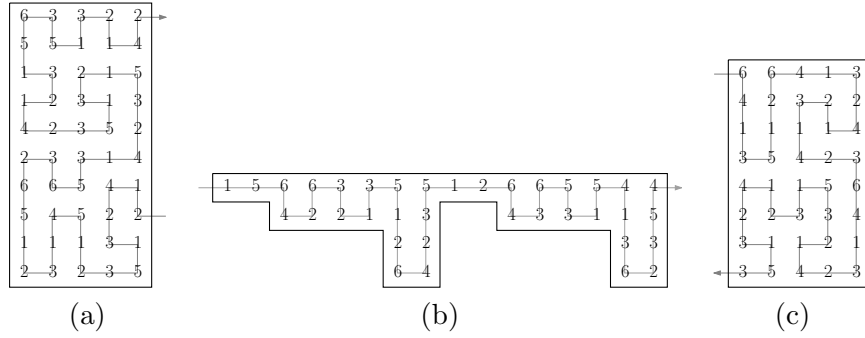 6 3 3 2 2
5 5 1 1 4
1 3 2 1 5
1 2 3 1 3
4 2 3 5 2
2 3 3 1 4
6 6 5 4 1
5 4 5 2 2
1 1 1 3 1
2 3 2 3 5
(a)
1 5 6 6 3 3 5 5 1 2 6 6 5 5 4 4
4 2 2 1 1 3 4 3 3 1 1 5
2 2 3 3
6 4 6 2
(b)
6 6 4 1 3
4 2 3 2 2
1 1 1 1 4
3 5 4 2 3
4 1 1 5 6
2 2 3 3 4
3 1 1 2 1
3 5 4 2 3
(c)